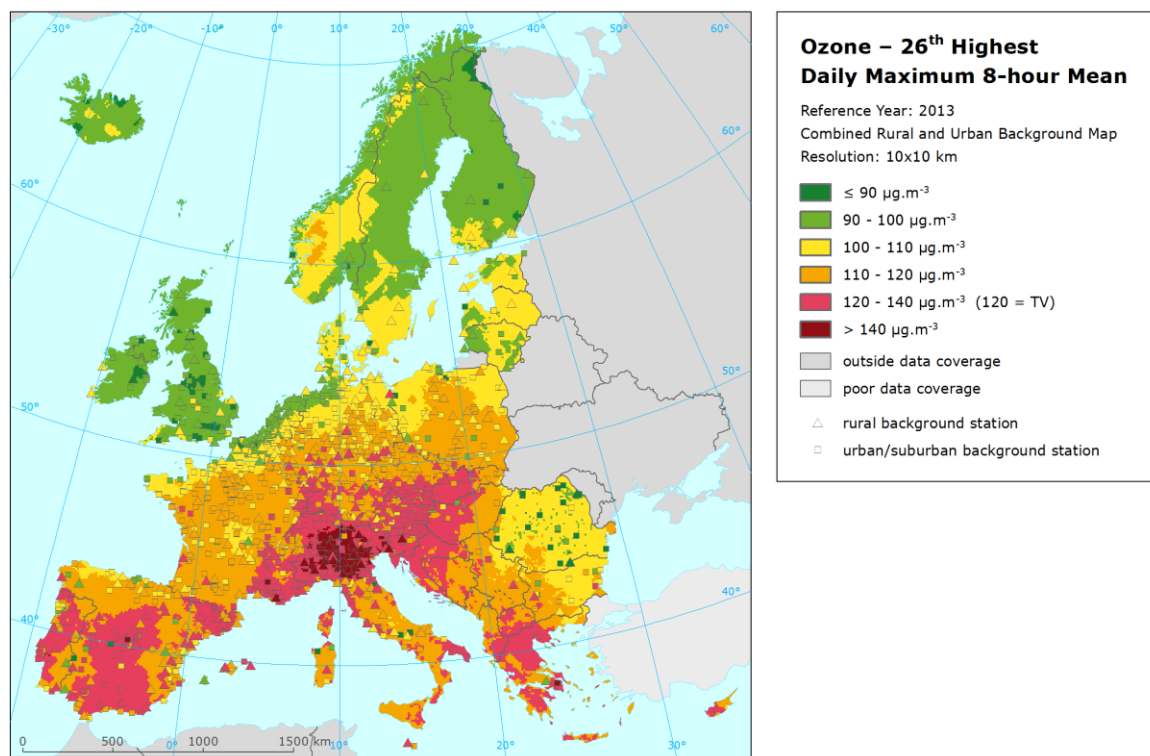 -30° -20° -10° 0° 10° 20° 30° 40° 50° 60°
60°
60°
50°
50°
40°
40°
0 500 1000 1500 km
0° 10° 20° 30°
Ozone – 26th Highest
Daily Maximum 8-hour Mean
Reference Year: 2013
Combined Rural and Urban Background Map
Resolution: 10x10 km
≤ 90 µg.m-3
90 - 100 µg.m-3
100 - 110 µg.m-3
110 - 120 µg.m-3
120 - 140 µg.m-3 (120 = TV)
> 140 µg.m-3
outside data coverage
poor data coverage
rural background station
urban/suburban background station